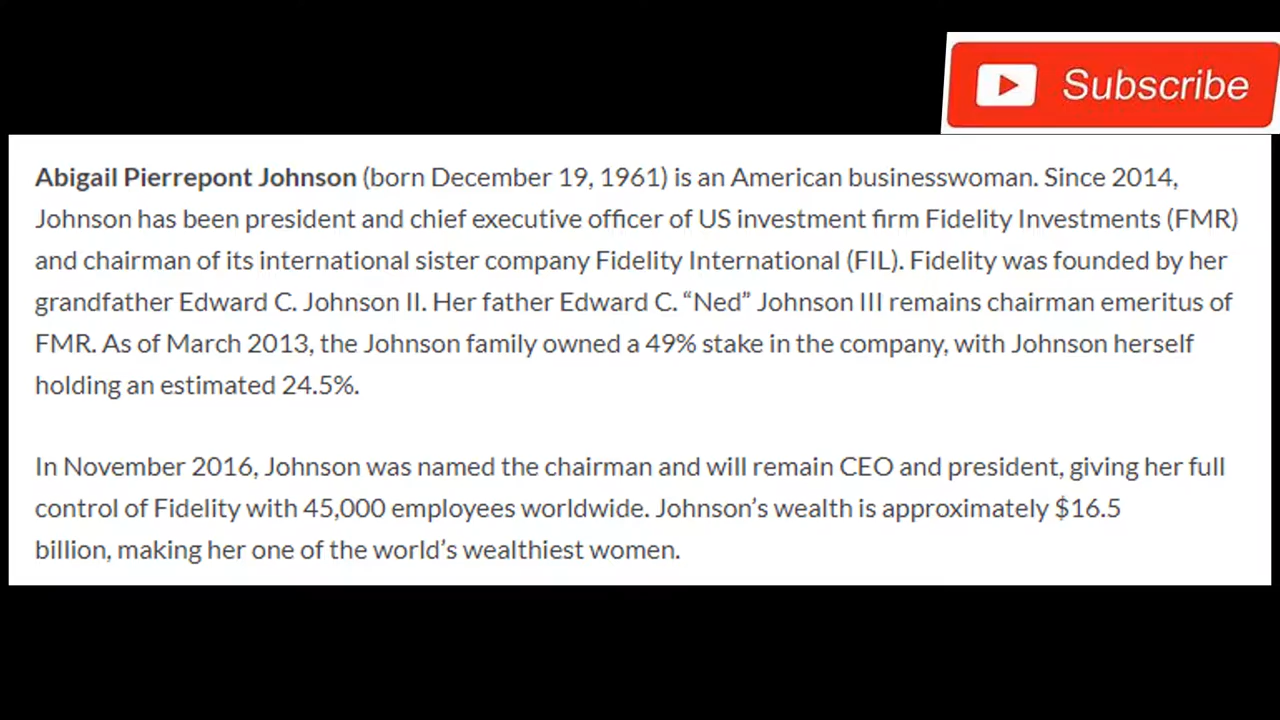 Subscribe
Abigail Pierrepont Johnson (born December 19, 1961) is an American businesswoman. Since 2014,
Johnson has been president and chief executive officer of US investment firm Fidelity Investments (FMR)
and chairman of its international sister company Fidelity International (FIL). Fidelity was founded by her
grandfather Edward C. Johnson II. Her father Edward C. “Ned” Johnson III remains chairman emeritus of
FMR. As of March 2013, the Johnson family owned a 49% stake in the company, with Johnson herself
holding an estimated 24.5%.
In November 2016, Johnson was named the chairman and will remain CEO and president, giving her full
control of Fidelity with 45,000 employees worldwide. Johnson’s wealth is approximately $16.5
billion, making her one of the world’s wealthiest women.